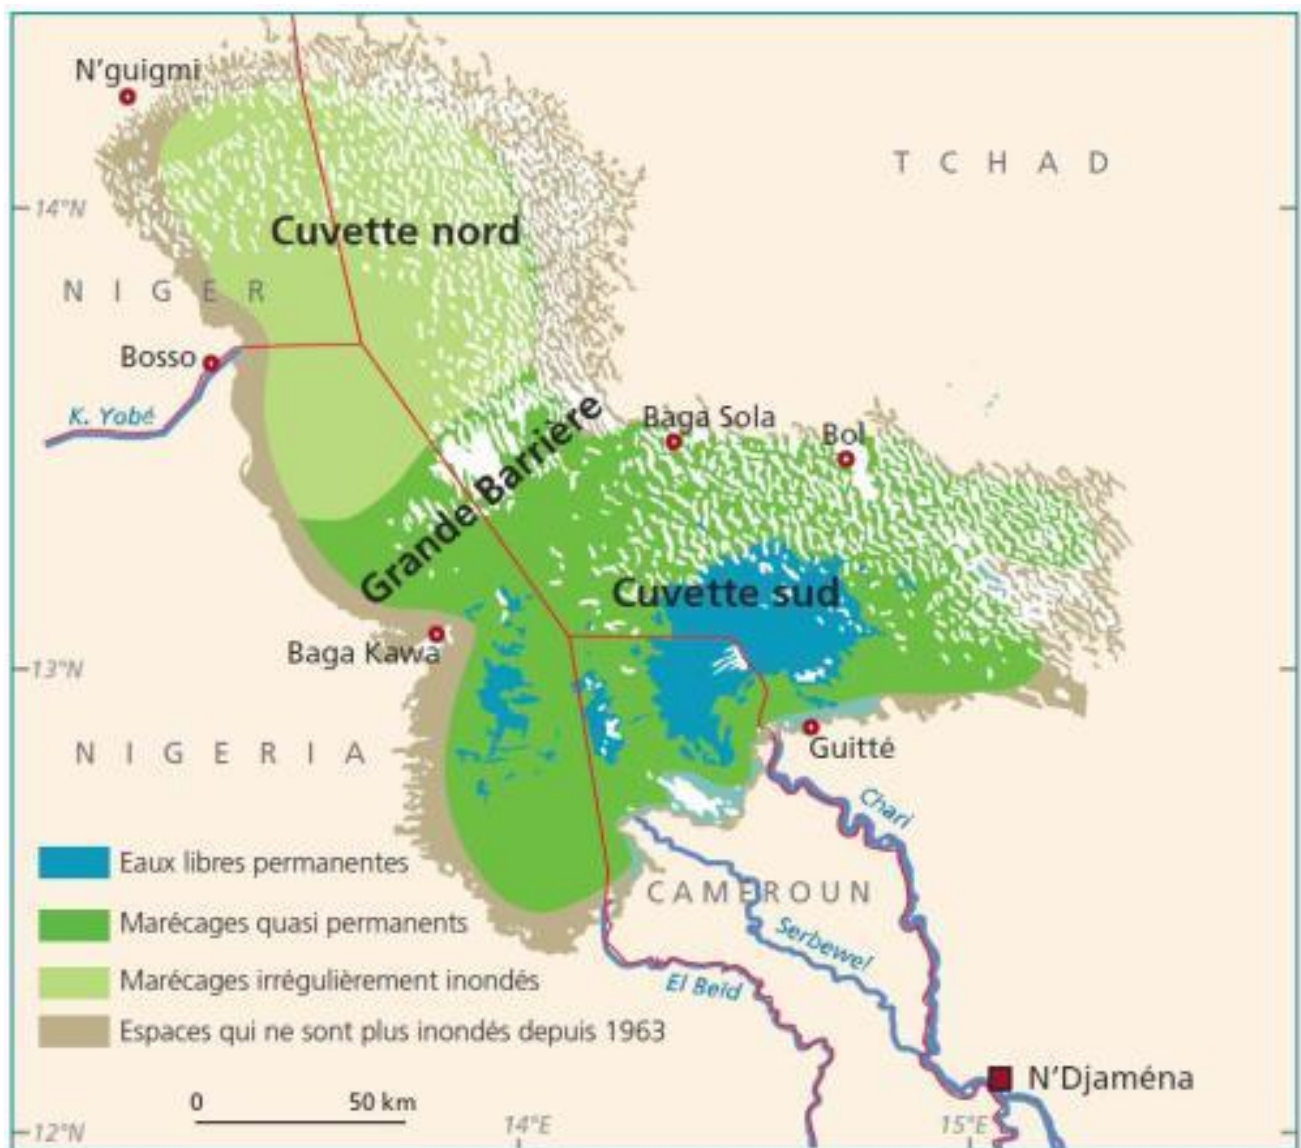 N'guigmi
TCHAD
14°N
Cuvette nord
NIGER
Bosso
K. Yobé
Grande Barrière
Baga Sola
Bol
Cuvette sud
Baga Kawa
13°N
NIGERIA
Guitté
Chari
Eaux libres permanentes
CAMEROUN
Marécages quasi permanents
Serbewel
El Beïd
Marécages irrégulièrement inondés
Espaces qui ne sont plus inondés depuis 1963
N'Djaména
0 50 km
12°N
14°E
15°E